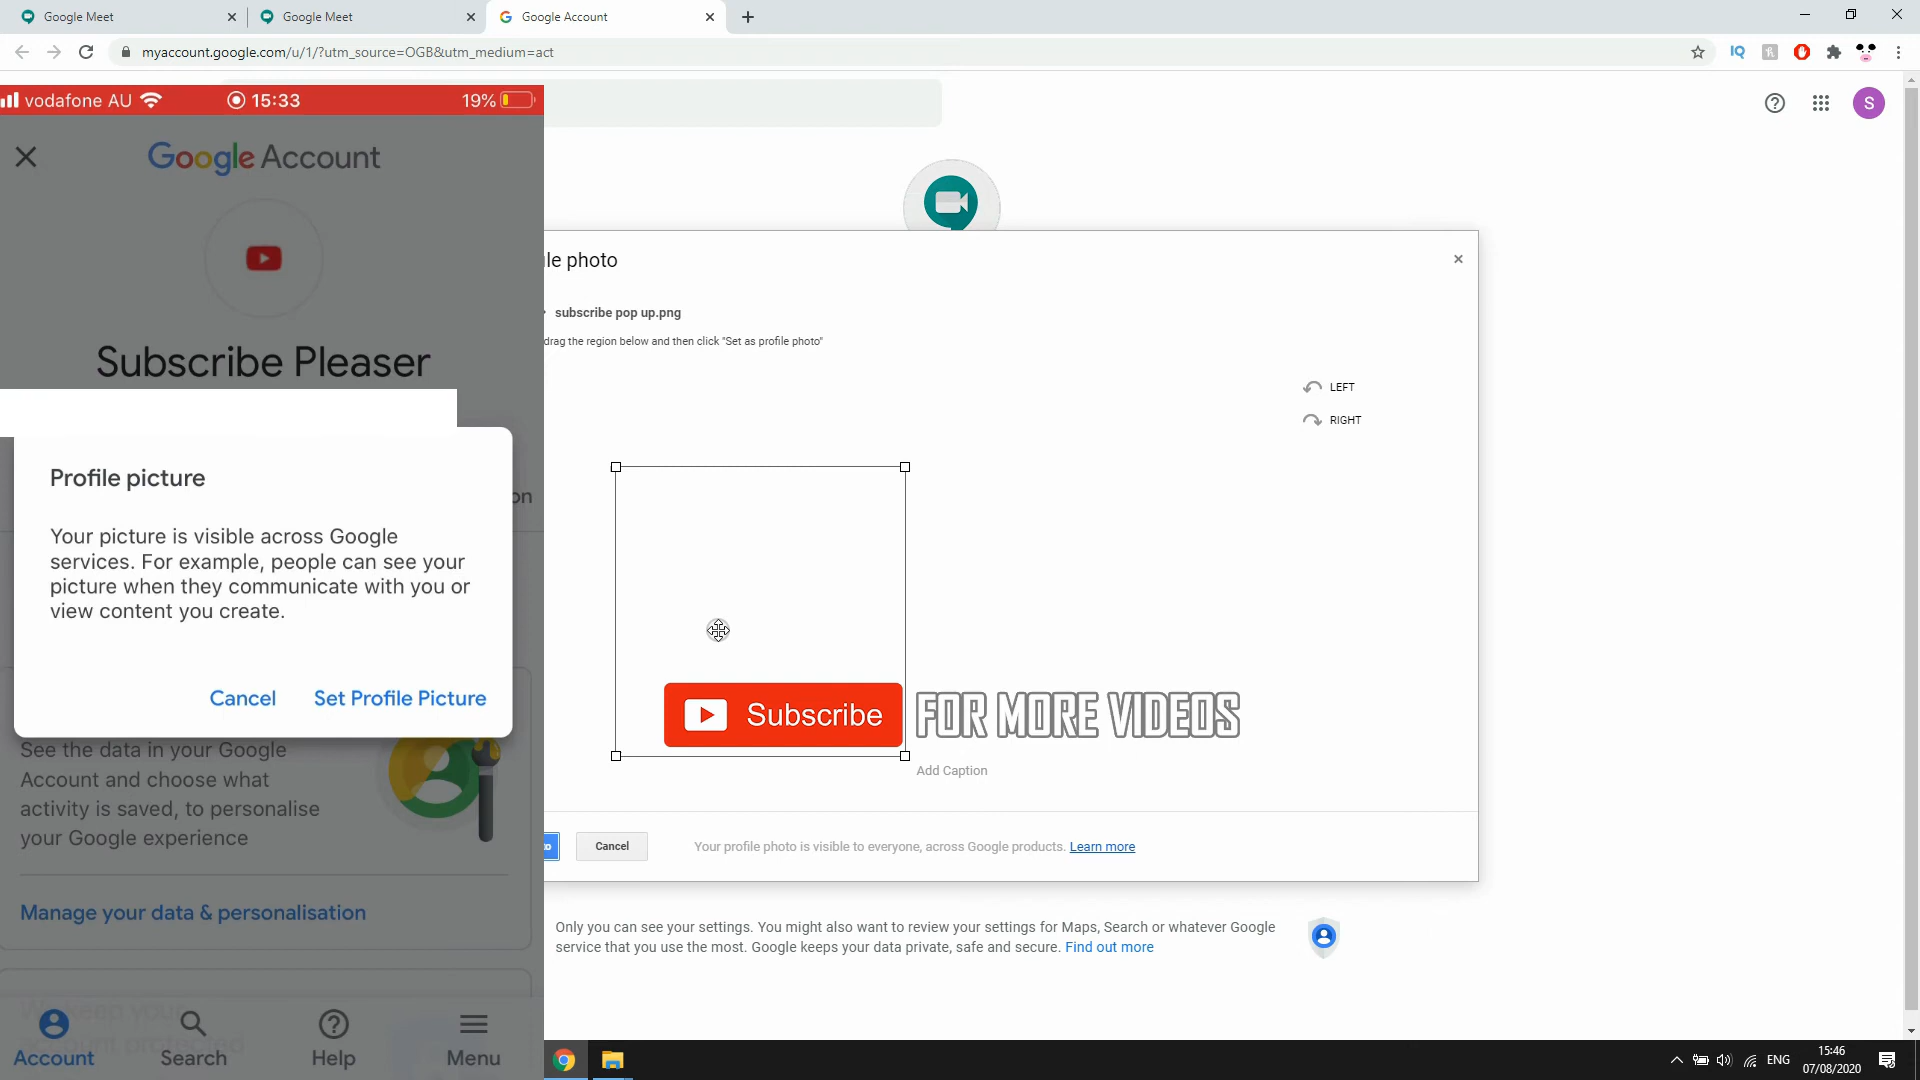 Google Meet
Google Meet
Google Account
myaccount.google.com/u/1/?utm_source=OGB&utm_medium=act
vodafone AU
15:33
19%
Google Account
Subscribe Pleaser
on
Profile picture
Your picture is visible across Google
services. For example, people can see your
picture when they communicate with you or
view content you create.
Cancel
Set Profile Picture
See the data in your Google
Account and choose what
activity is saved, to personalise
your Google experience
Manage your data & personalisation
We keep your
account protected
Account
Search
Help
Menu
S
le photo
×
subscribe pop up.png
drag the region below and then click "Set as profile photo"
LEFT
RIGHT
Subscribe
FOR MORE VIDEOS
Add Caption
to
Cancel
Your profile photo is visible to everyone, across Google products. Learn more
Only you can see your settings. You might also want to review your settings for Maps, Search or whatever Google
service that you use the most. Google keeps your data private, safe and secure. Find out more
ENG
15:46
07/08/2020